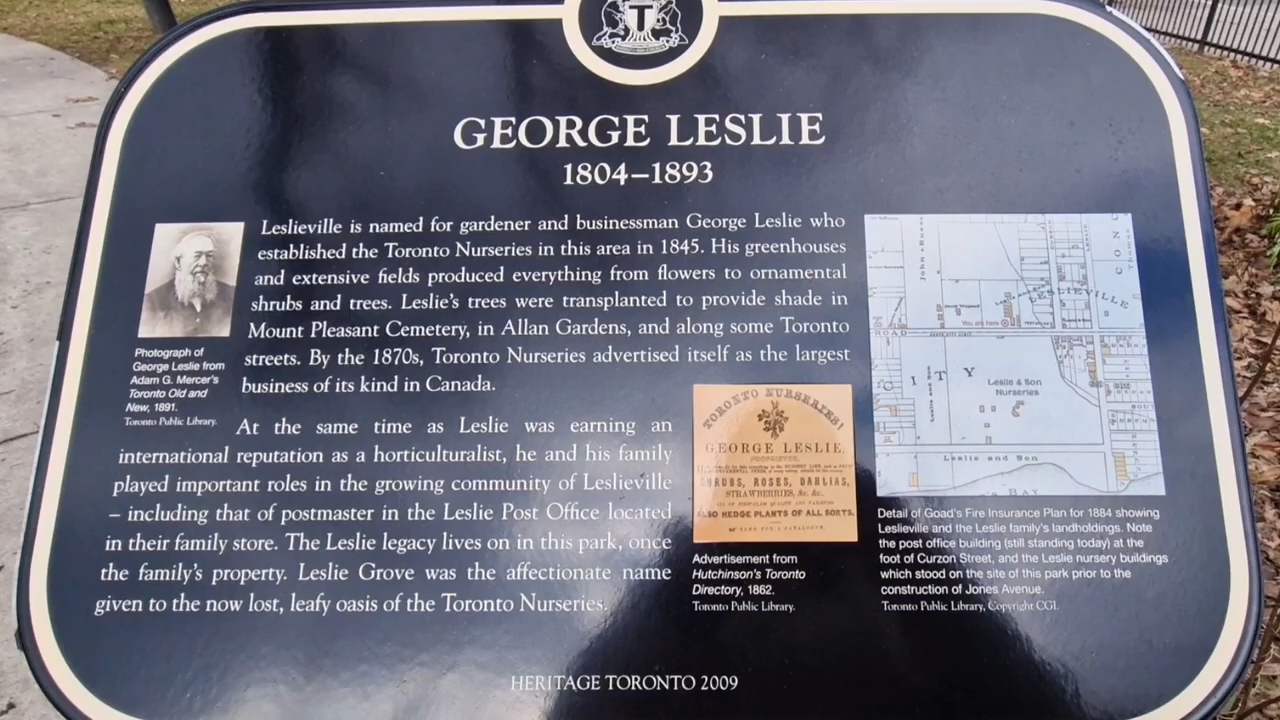 T
GEORGE LESLIE
1804–1893
Leslieville is named for gardener and businessman George Leslie who
established the Toronto Nurseries in this area in 1845. His greenhouses
and extensive fields produced everything from flowers to ornamental
shrubs and trees. Leslie's trees were transplanted to provide shade in
Mount Pleasant Cemetery, in Allan Gardens, and along some Toronto
streets. By the 1870s, Toronto Nurseries advertised itself as the largest
business of its kind in Canada.
At the same time as Leslie was earning an
international reputation as a horticulturalist, he and his family
played important roles in the growing community of Leslieville
– including that of postmaster in the Leslie Post Office located
in their family store. The Leslie legacy lives on in this park, once
the family's property. Leslie Grove was the affectionate name
given to the now lost, leafy oasis of the Toronto Nurseries.
Photograph of
George Leslie from
Adam G. Mercer's
Toronto Old and
New, 1891.
Toronto Public Library.
TORONTO NURSERIES!
GEORGE LESLIE,
PROPRIETOR,
SHRUBS, ROSES, DAHLIAS,
STRAWBERRIES, &c. &c.
ALSO HEDGE PLANTS OF ALL SORTS.
Advertisement from
Hutchinson's Toronto
Directory, 1862.
Toronto Public Library.
LESLIEVILLE
You are here
ROAD
CITY
Leslie and Son
Leslie & Son
Nurseries
Leslie and Son
BAY
Detail of Goad's Fire Insurance Plan for 1884 showing
Leslieville and the Leslie family's landholdings. Note
the post office building (still standing today) at the
foot of Curzon Street, and the Leslie nursery buildings
which stood on the site of this park prior to the
construction of Jones Avenue.
Toronto Public Library, Copyright CGI.
HERITAGE TORONTO 2009